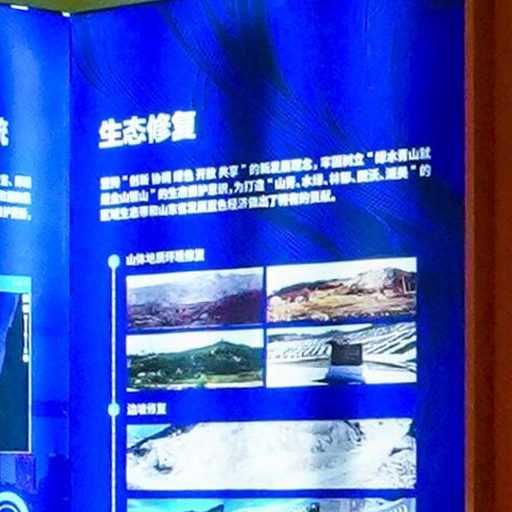 生态修复
坚持“创新 协调 绿色 开放 共享”的新发展理念，牢固树立“绿水青山就
是金山银山”的生态保护意识，为打造“山青、水绿、林郁、田沃、湖美”的
区域生态带和山东省发展蓝色经济做出了特有的贡献。
山体地质环境修复
边坡修复